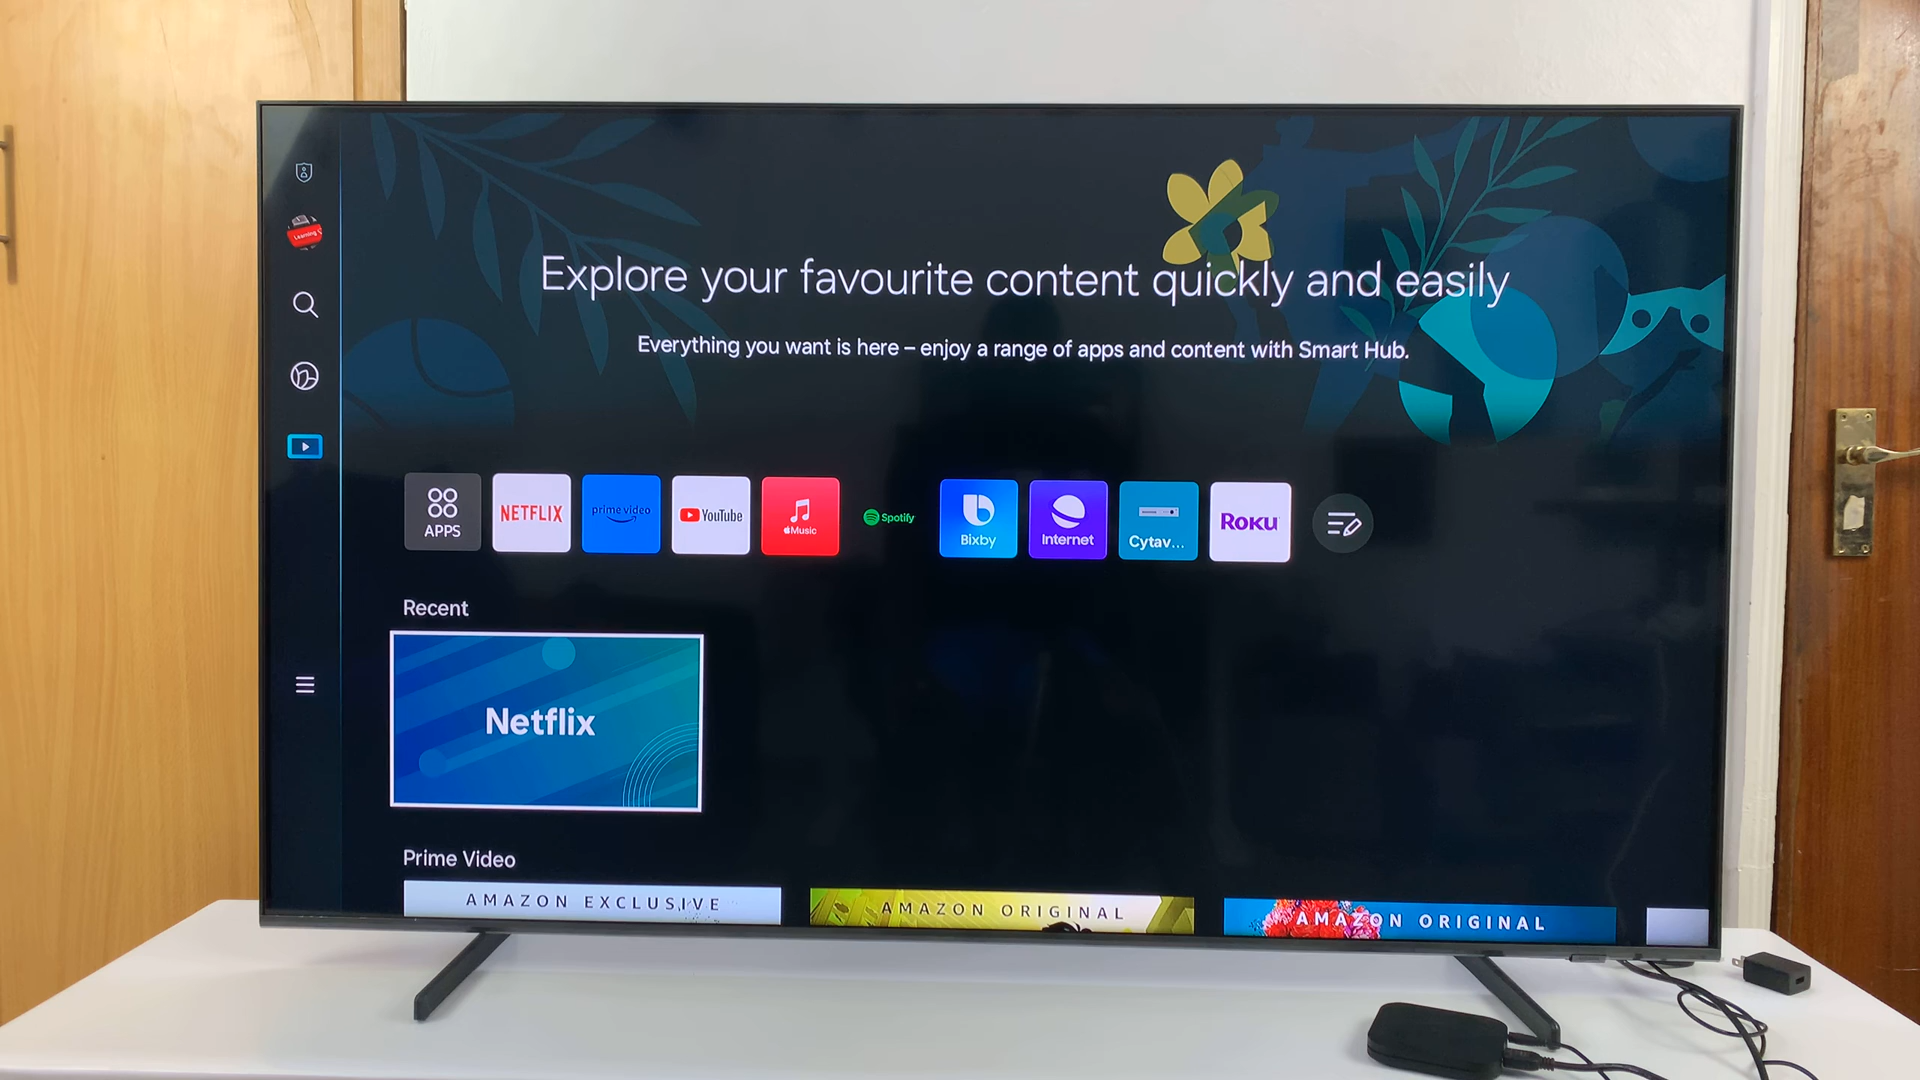 Learning
Explore your favourite content quickly and easily
Everything you want is here – enjoy a range of apps and content with Smart Hub.
APPS
NETFLIX
prime video
YouTube
Music
Spotify
Bixby
Internet
Cytav...
ROKU
Recent
Netflix
Prime Video
AMAZON EXCLUSIVE
AMAZON ORIGINAL
AMAZON ORIGINAL